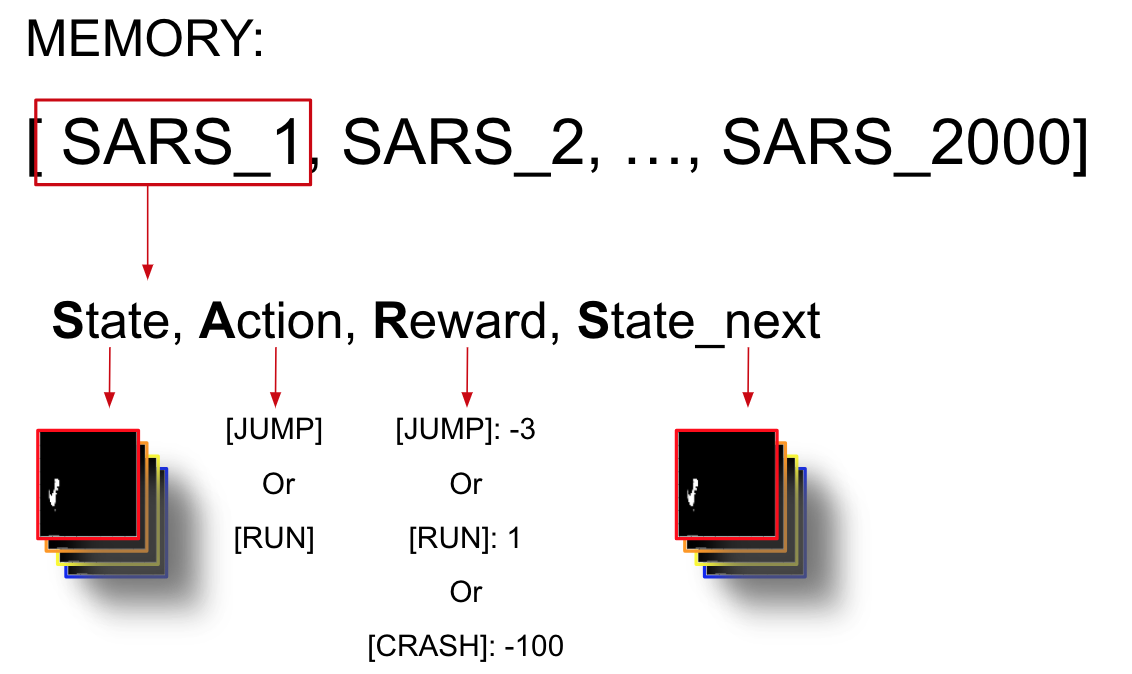 MEMORY:
[ SARS_1, SARS_2, …, SARS_2000]
State, Action, Reward, State_next
[JUMP] [JUMP]: -3
Or Or
[RUN] [RUN]: 1
Or
[CRASH]: -100